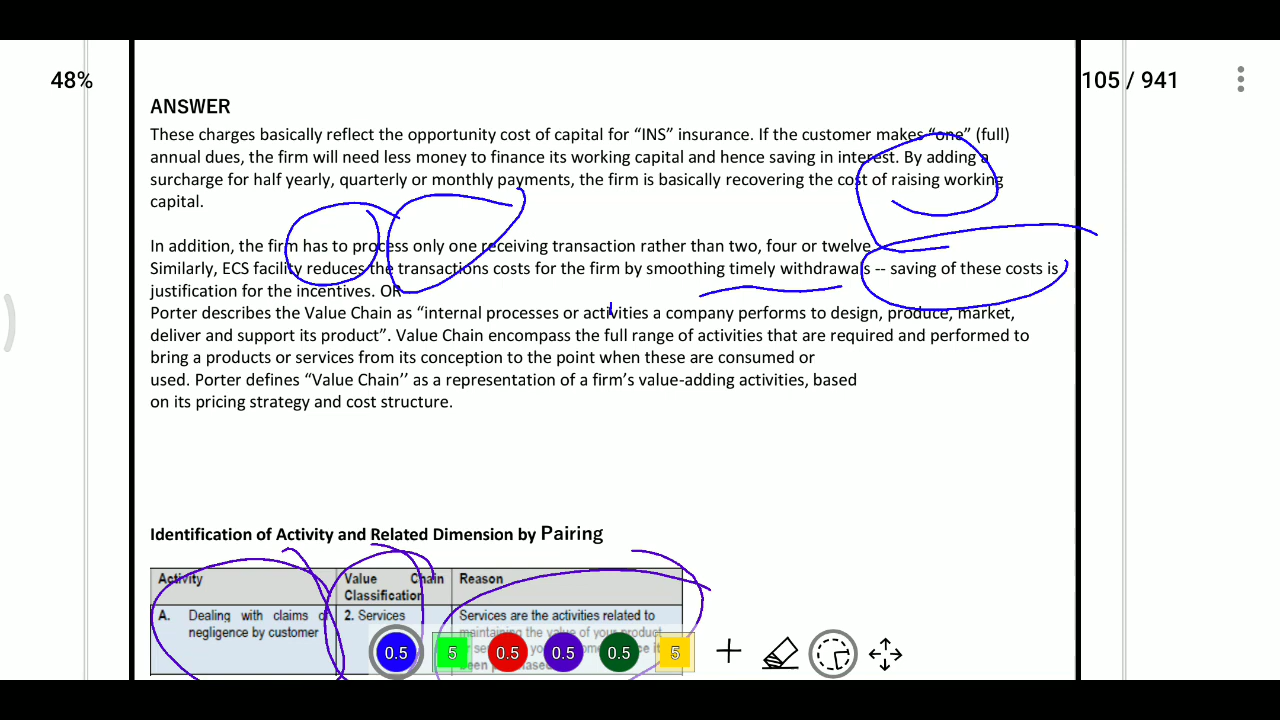 48%
105 / 941
ANSWER
These charges basically reflect the opportunity cost of capital for “INS” insurance. If the customer makes “one” (full)
annual dues, the firm will need less money to finance its working capital and hence saving in interest. By adding a
surcharge for half yearly, quarterly or monthly payments, the firm is basically recovering the cost of raising working
capital.
In addition, the firm has to process only one receiving transaction rather than two, four or twelve
Similarly, ECS facility reduces the transactions costs for the firm by smoothing timely withdrawals -- saving of these costs is
justification for the incentives. OR
Porter describes the Value Chain as “internal processes or activities a company performs to design, produce, market,
deliver and support its product”. Value Chain encompass the full range of activities that are required and performed to
bring a products or services from its conception to the point when these are consumed or
used. Porter defines “Value Chain’’ as a representation of a firm’s value-adding activities, based
on its pricing strategy and cost structure.
Identification of Activity and Related Dimension by Pairing
Activity Value Chain Classification Reason
A. Dealing with claims of 2. Services Services are the activities related to
negligence by customer maintaining the value of your product
0.5 5 0.5 0.5 0.5 5